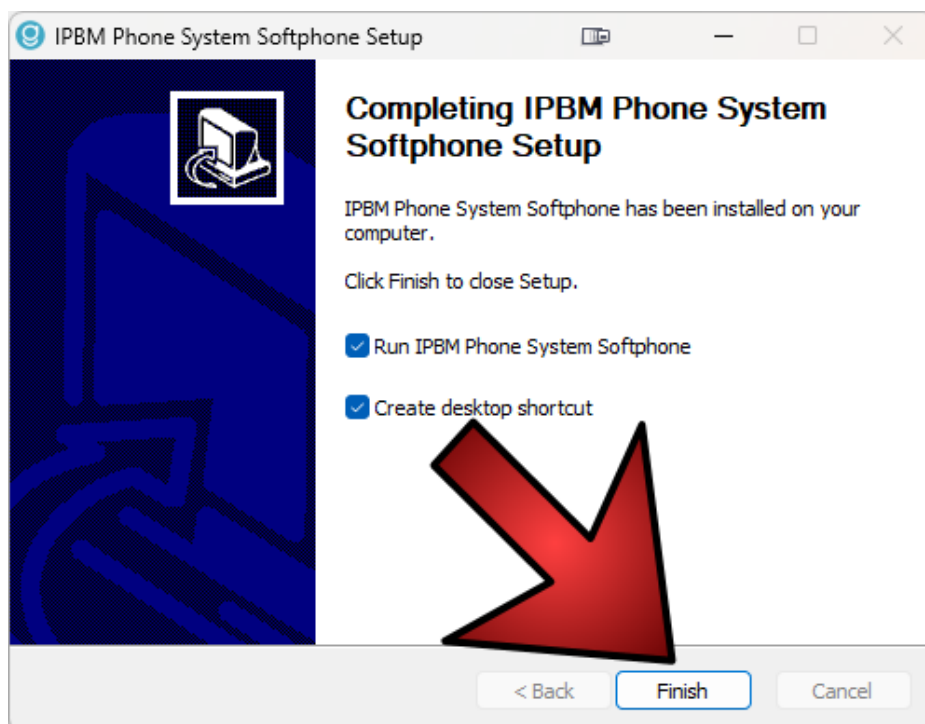 IPBM Phone System Softphone Setup
Completing IPBM Phone System
Softphone Setup
IPBM Phone System Softphone has been installed on your
computer.
Click Finish to close Setup.
Run IPBM Phone System Softphone
Create desktop shortcut
< Back
Finish
Cancel